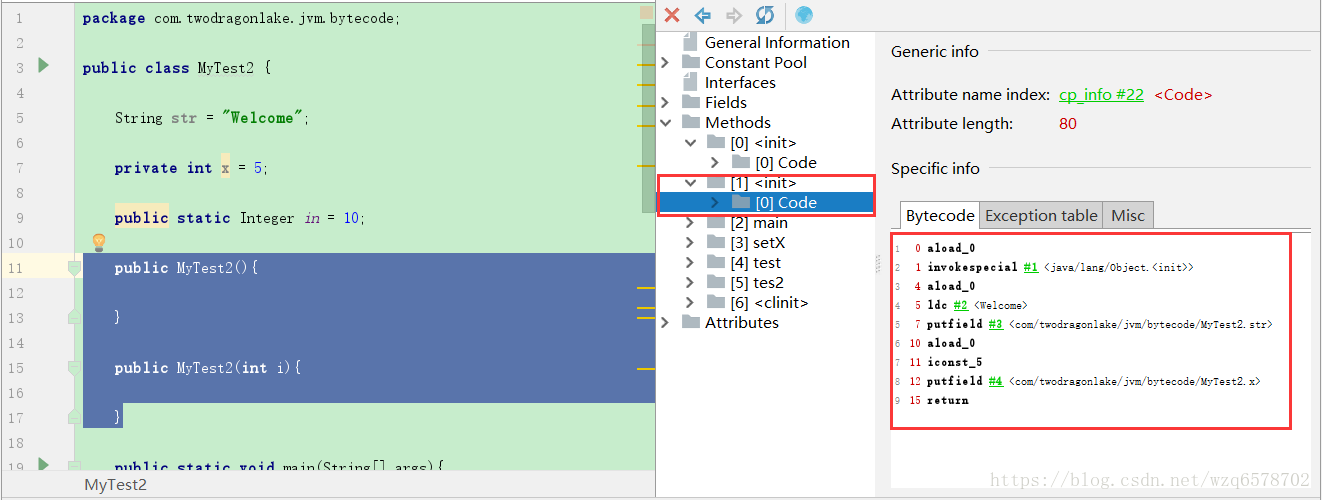 1 package com.twodragonlake.jvm.bytecode;
2
3 public class MyTest2 {
4
5 String str = "Welcome";
6
7 private int x = 5;
8
9 public static Integer in = 10;
10
11 public MyTest2(){
12
13 }
14
15 public MyTest2(int i){
16
17 }
18
19 public static void main(String[] args){
MyTest2
General Information
Constant Pool
Interfaces
Fields
Methods
[0] <init>
[0] Code
[1] <init>
[0] Code
[2] main
[3] setX
[4] test
[5] tes2
[6] <clinit>
Attributes
Generic info
Attribute name index: cp_info #22 <Code>
Attribute length: 80
Specific info
Bytecode Exception table Misc
1 0 aload_0
2 1 invokespecial #1 <java/lang/Object.<init>>
3 4 aload_0
4 5 ldc #2 <Welcome>
5 7 putfield #3 <com/twodragonlake/jvm/bytecode/MyTest2.str>
6 10 aload_0
7 11 iconst_5
8 12 putfield #4 <com/twodragonlake/jvm/bytecode/MyTest2.x>
9 15 return
https://blog.csdn.net/wzq6578702